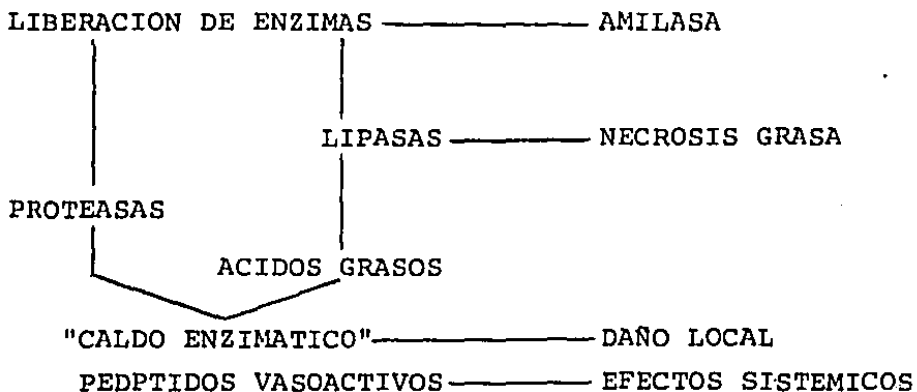 LIBERACION DE ENZIMAS AMILASA
LIPASAS NECROSIS GRASA
PROTEASAS
ACIDOS GRASOS
"CALDO ENZIMATICO" DAÑO LOCAL
PEDPTIDOS VASOACTIVOS EFECTOS SISTEMICOS